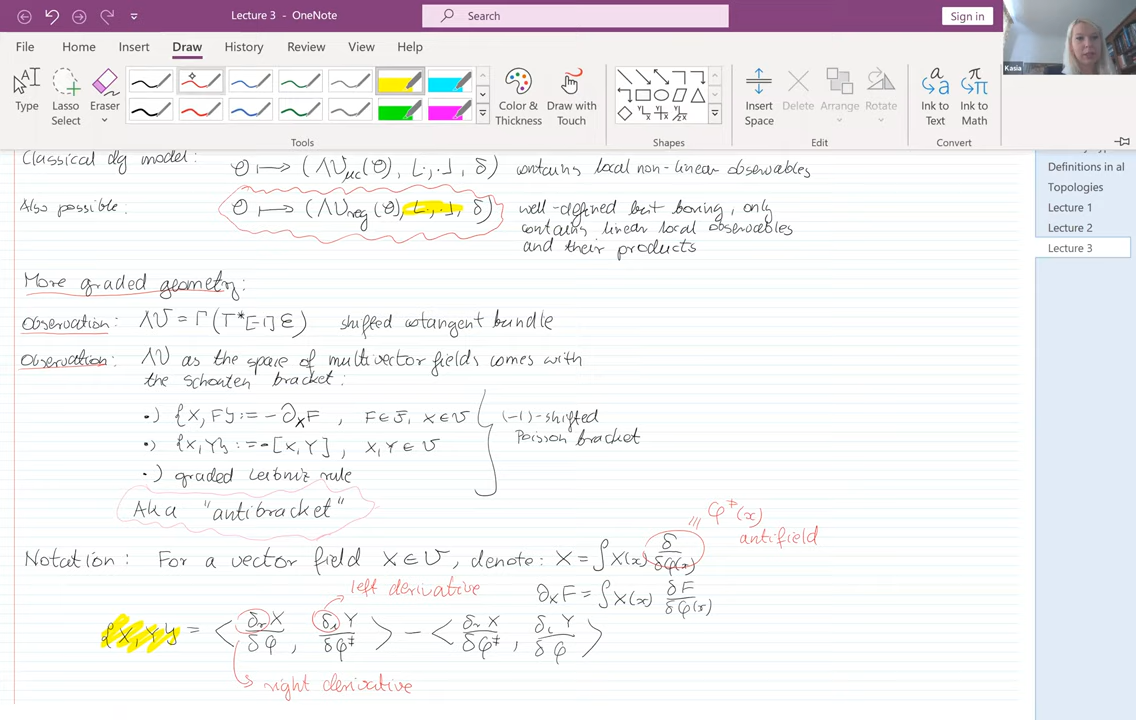 Lecture 3 - OneNote
Search
Sign in
File Home Insert Draw History Review View Help
Kasia
Type
Lasso Select
Eraser
Color & Thickness
Draw with Touch
Insert Space
Delete
Arrange
Rotate
Ink to Text
Ink to Math
Tools
Shapes
Edit
Convert
Definitions in al
Topologies
Lecture 1
Lecture 2
Lecture 3
Classical dg model: O ↦ (ΛV_μc(O), ⌊·,·⌋, δ) contains local non-linear observables
Also possible: O ↦ (ΛV_reg(O), ⌊·,·⌋, δ) well-defined but boring, only
contains linear local observables
and their products
More graded geometry:
Observation: ΛV = Γ(T*[-1]E) shifted cotangent bundle
Observation: ΛV as the space of multivector fields comes with
the Schouten bracket:
·) {X,F} := -∂_X F , F∈F, X∈V
·) {X,Y} := -[X,Y] , X,Y∈V
·) graded Leibniz rule
(-1)-shifted
Poisson bracket
Aka "antibracket"
φ‡(x)
antifield
Notation: For a vector field X∈V, denote: X = ∫X(x) δ/δφ(x)
∂_X F = ∫X(x) δF/δφ(x)
left derivative
{X,Y} = < δ_r X/δφ , δ_l Y/δφ‡ > - < δ_r X/δφ‡ , δ_l Y/δφ >
right derivative